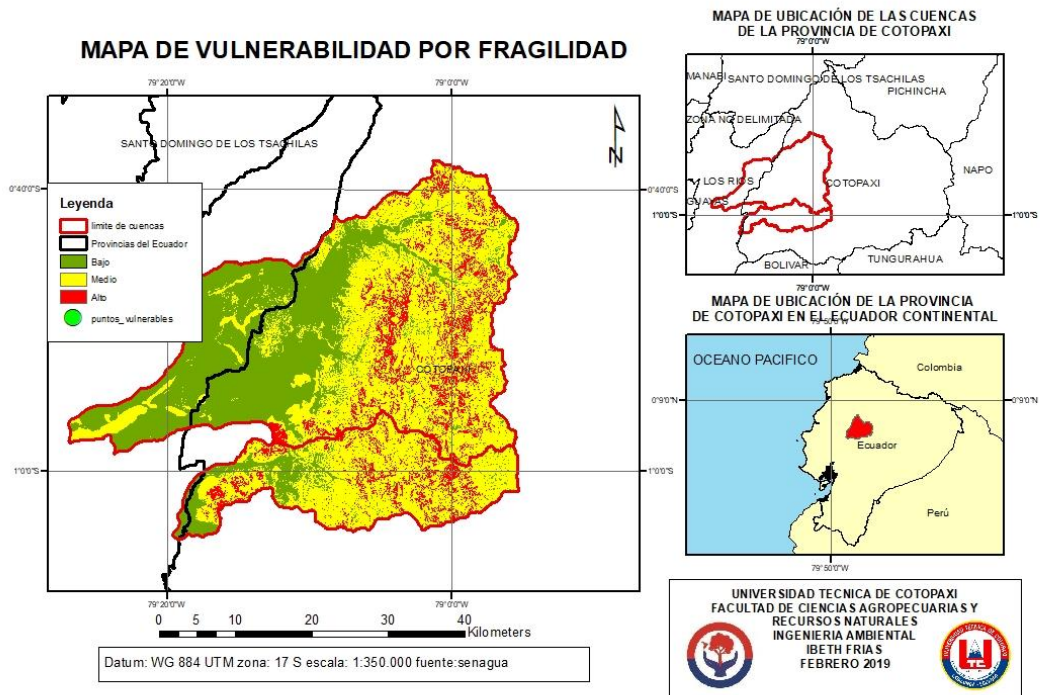 MAPA DE VULNERABILIDAD POR FRAGILIDAD
79°20'0"W
79°0'0"W
SANTO DOMINGO DE LOS TSACHILAS
N
0°40'0"S
0°40'0"S
Leyenda
limite de cuencas
Provincias del Ecuador
Bajo
Medio
Alto
puntos_vulnerables
COTOPAXI
1°0'0"S
1°0'0"S
79°20'0"W
79°0'0"W
0 5 10 20 30 40
Kilometers
Datum: WG 884 UTM zona: 17 S escala: 1:350.000 fuente:senagua
MAPA DE UBICACIÓN DE LAS CUENCAS
DE LA PROVINCIA DE COTOPAXI
79°0'0"W
MANABI
SANTO DOMINGO DE LOS TSACHILAS
PICHINCHA
ZONA NO DELIMITADA
NAPO
LOS RIOS
COTOPAXI
GUAYAS
1°0'0"S
1°0'0"S
BOLIVAR
TUNGURAHUA
79°0'0"W
MAPA DE UBICACIÓN DE LA PROVINCIA
DE COTOPAXI EN EL ECUADOR CONTINENTAL
79°50'0"W
OCEANO PACIFICO
Colombia
0°9'0"N
0°9'0"N
Ecuador
Perú
79°50'0"W
UNIVERSIDAD TECNICA DE COTOPAXI
FACULTAD DE CIENCIAS AGROPECUARIAS Y
RECURSOS NATURALES
INGENIERIA AMBIENTAL
IBETH FRIAS
FEBRERO 2019